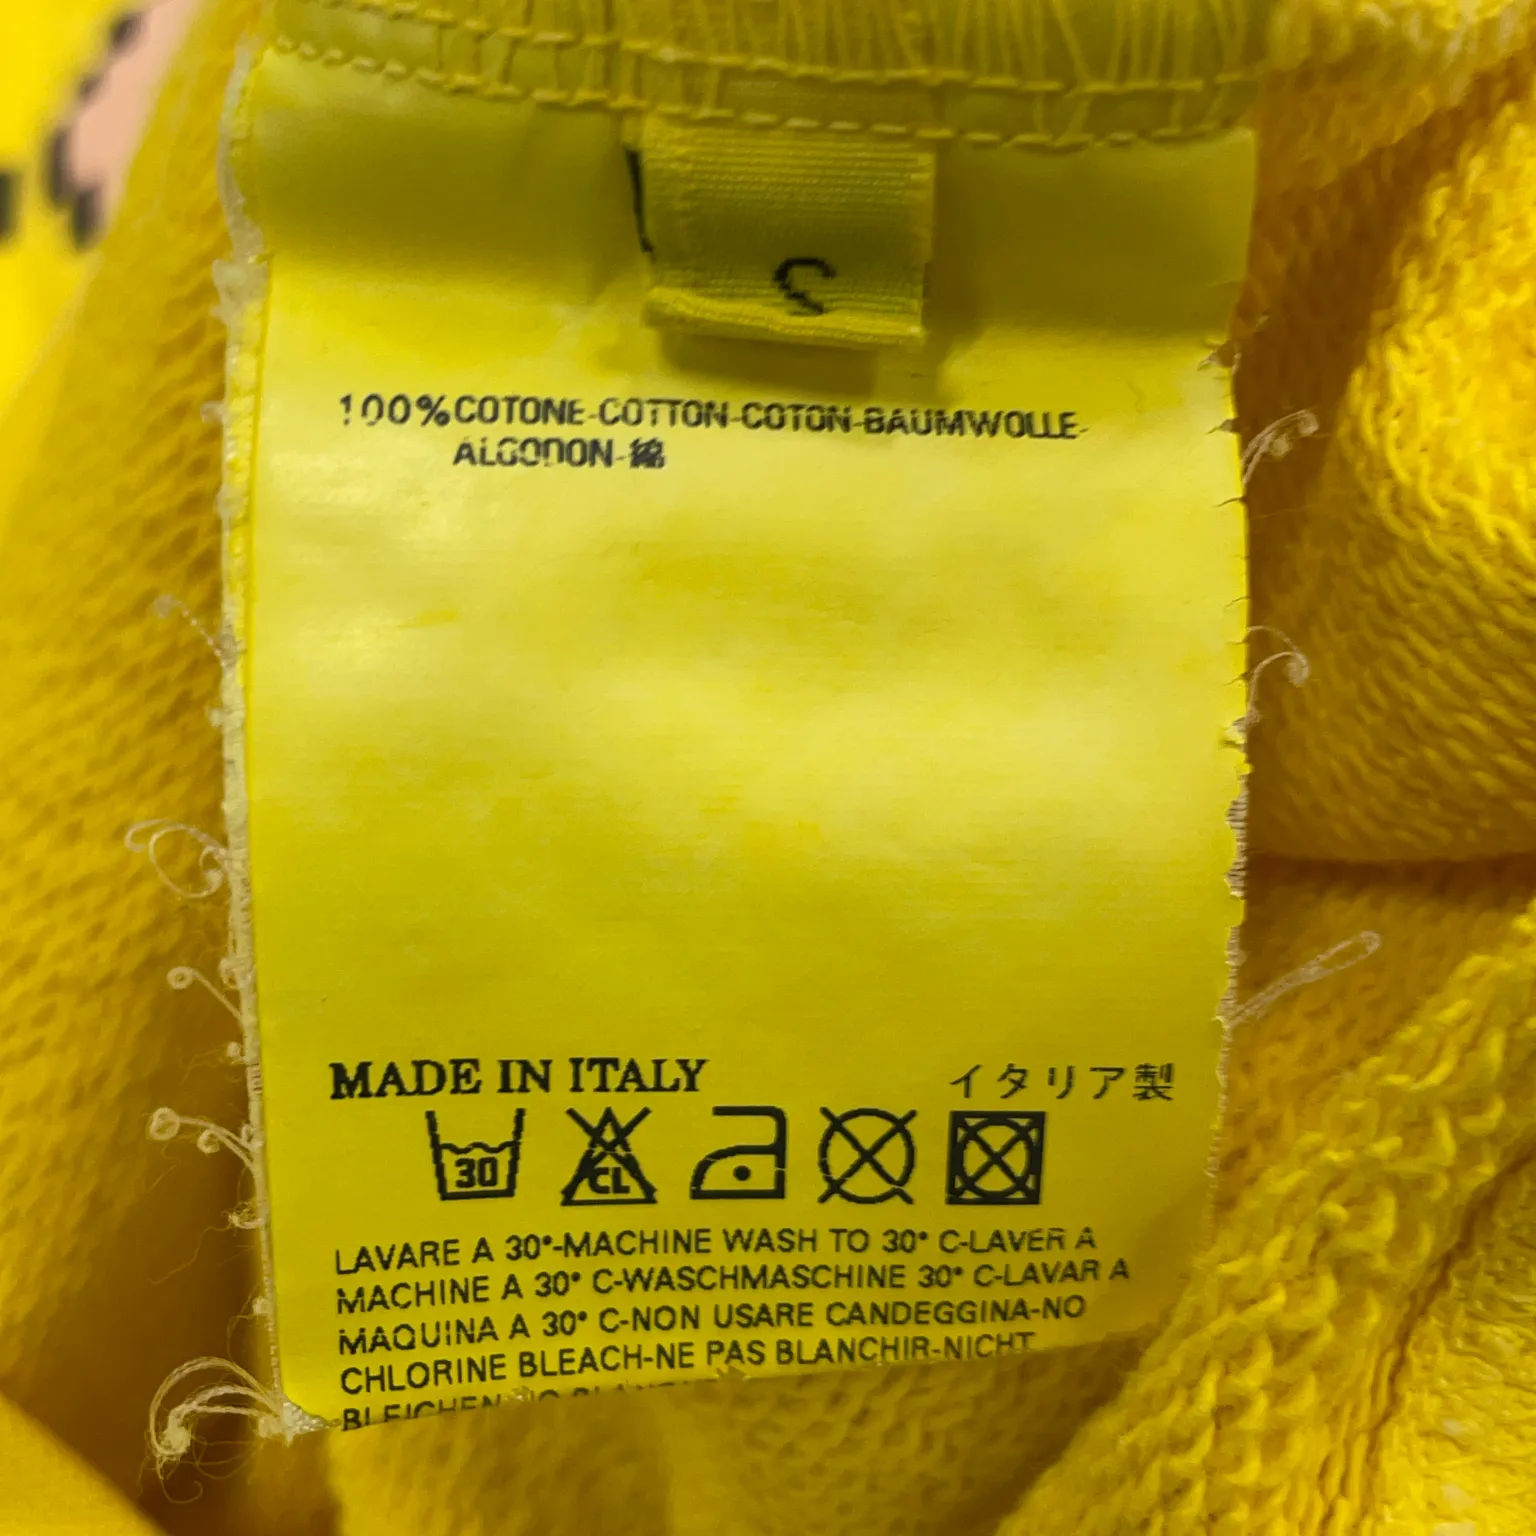 100%COTONE-COTTON-COTON-BAUMWOLLE-
ALGODON-綿
MADE IN ITALY
イタリア製
30
CL
LAVARE A 30°-MACHINE WASH TO 30° C-LAVER A
MACHINE A 30° C-WASCHMASCHINE 30° C-LAVAR A
MAQUINA A 30° C-NON USARE CANDEGGINA-NO
CHLORINE BLEACH-NE PAS BLANCHIR-NICHT
BLEICHEN-NO